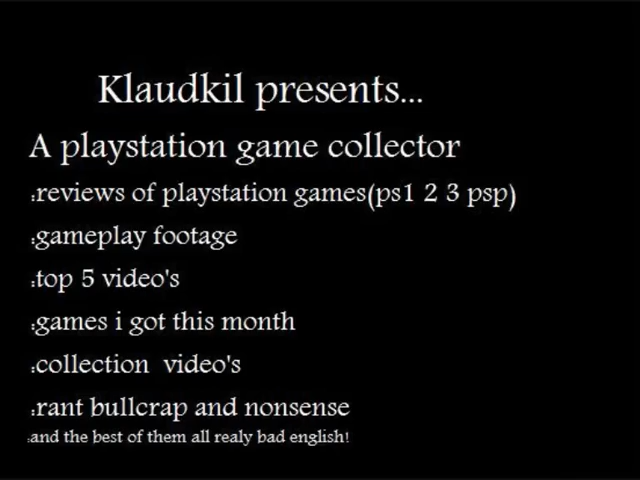 Klaudkil presents...
A playstation game collector
:reviews of playstation games(ps1 2 3 psp)
:gameplay footage
:top 5 video's
:games i got this month
:collection video's
:rant bullcrap and nonsense
:and the best of them all realy bad english!